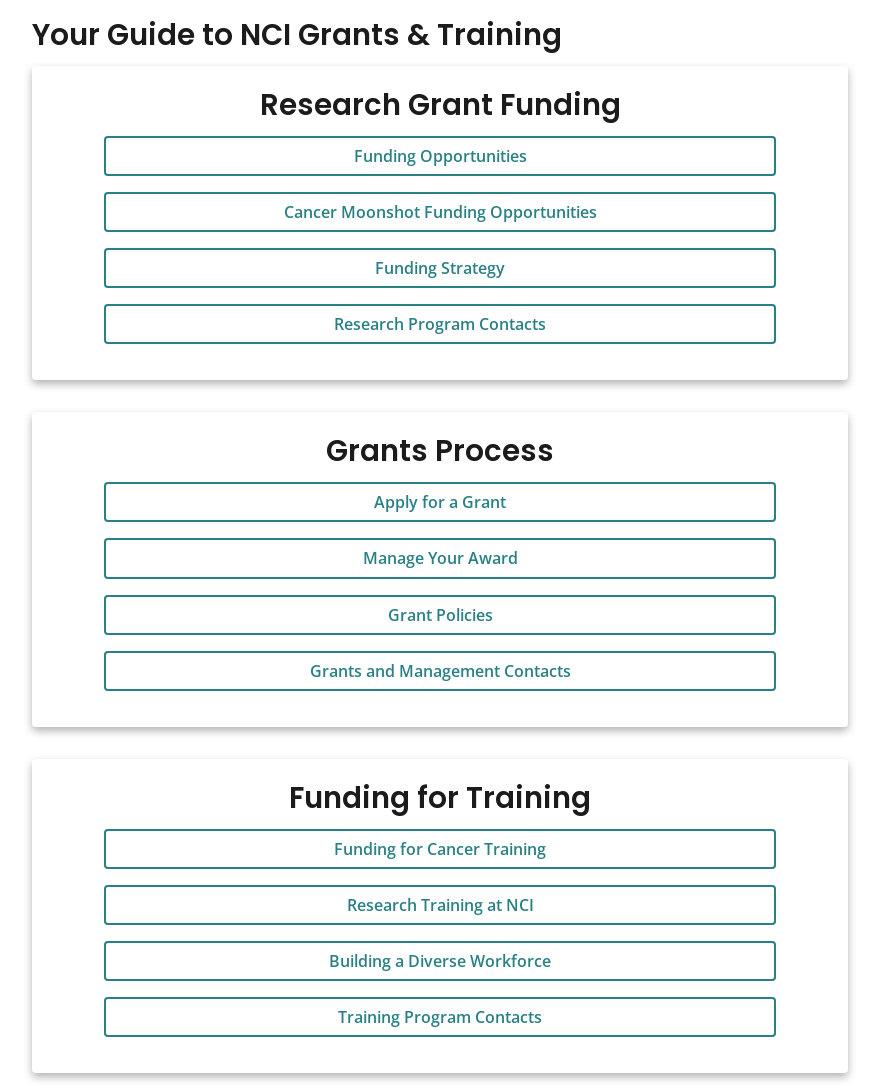 Your Guide to NCI Grants & Training
Research Grant Funding
Funding Opportunities
Cancer Moonshot Funding Opportunities
Funding Strategy
Research Program Contacts
Grants Process
Apply for a Grant
Manage Your Award
Grant Policies
Grants and Management Contacts
Funding for Training
Funding for Cancer Training
Research Training at NCI
Building a Diverse Workforce
Training Program Contacts